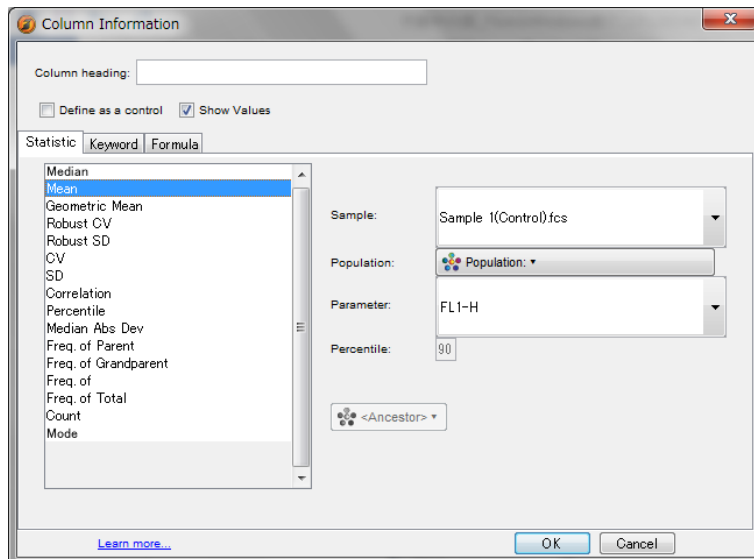 Column Information
Column heading:
Define as a control Show Values
Statistic Keyword Formula
Median
Mean
Geometric Mean
Robust CV
Robust SD
CV
SD
Correlation
Percentile
Median Abs Dev
Freq. of Parent
Freq. of Grandparent
Freq. of
Freq. of Total
Count
Mode
Sample: Sample 1(Control).fcs
Population: Population:
Parameter: FL1-H
Percentile: 90
<Ancestor>
Learn more...
OK Cancel